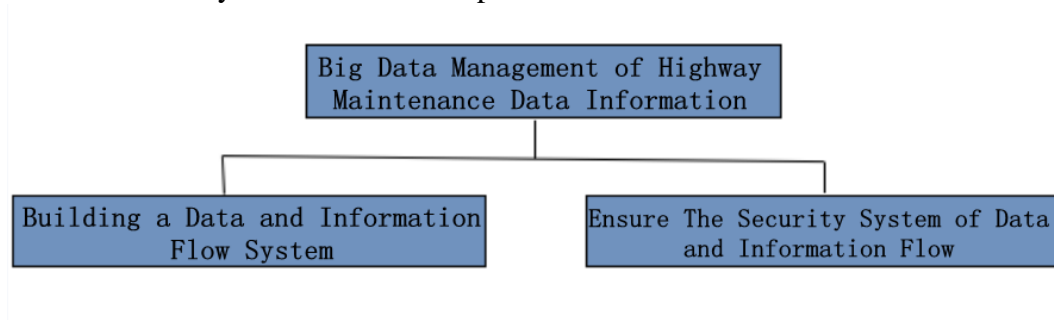 Big Data Management of Highway
Maintenance Data Information
Building a Data and Information
Flow System
Ensure The Security System of Data
and Information Flow